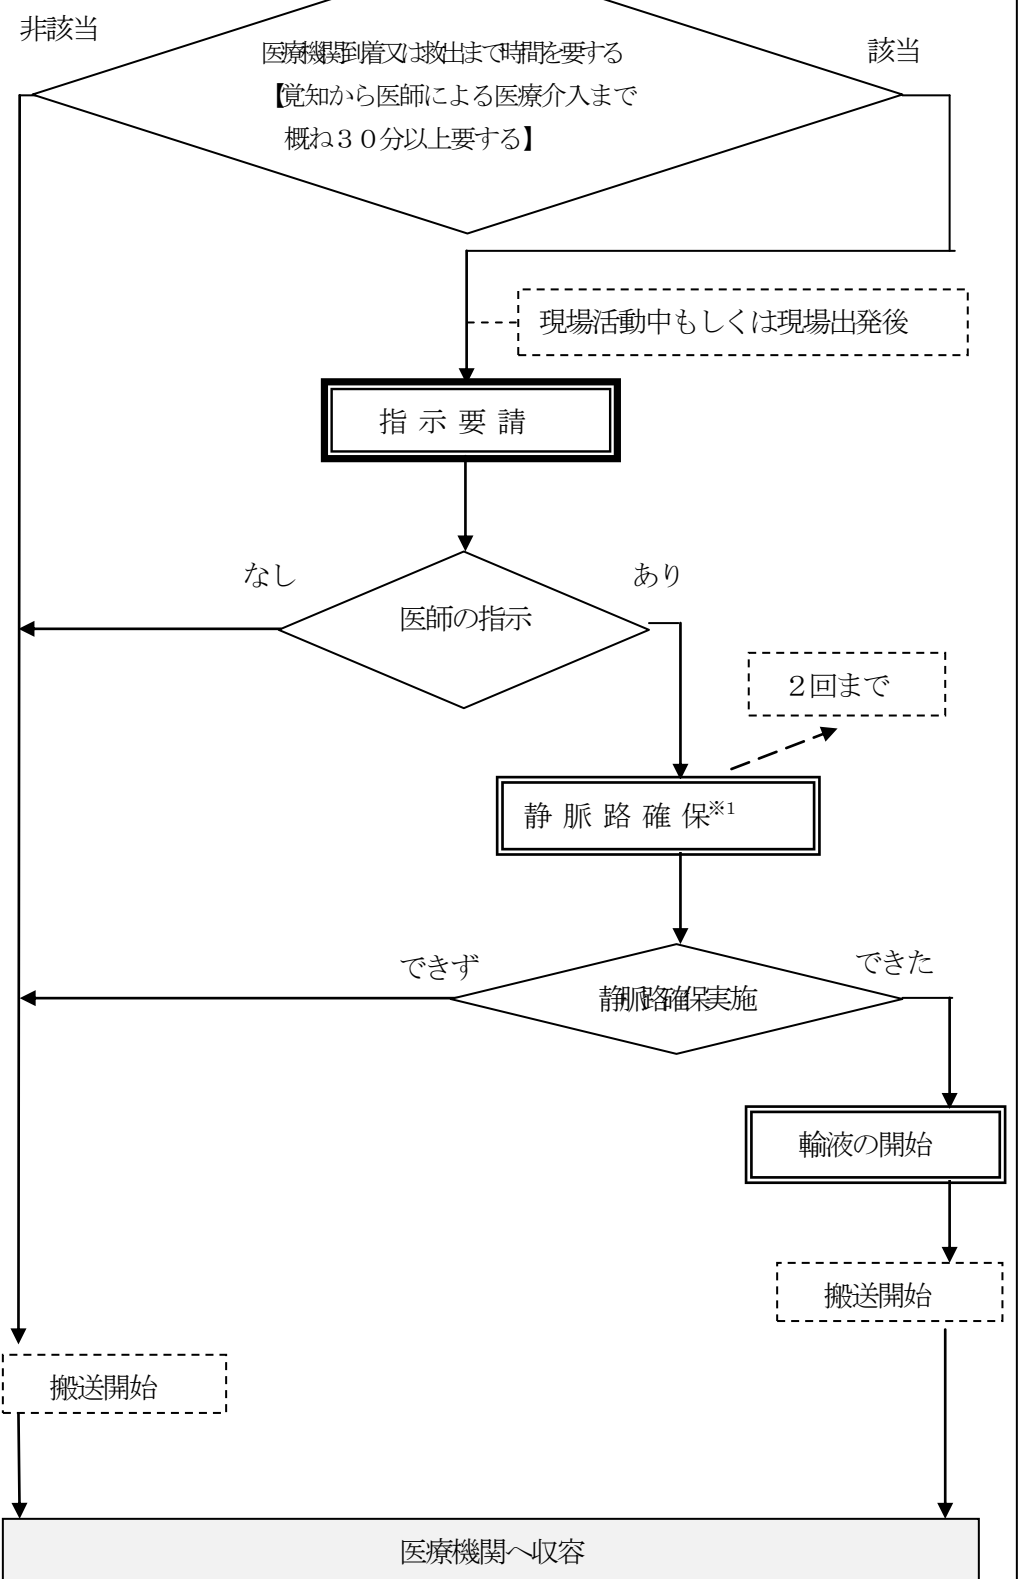 非該当
該当
医療機関到着又は救出まで時間を要する
【覚知から医師による医療介入まで
概ね３０分以上要する】
現場活動中もしくは現場出発後
指 示 要 請
なし
あり
医師の指示
２回まで
静 脈 路 確 保※1
できず
できた
静脈路確保実施
輸液の開始
搬送開始
搬送開始
医療機関へ収容